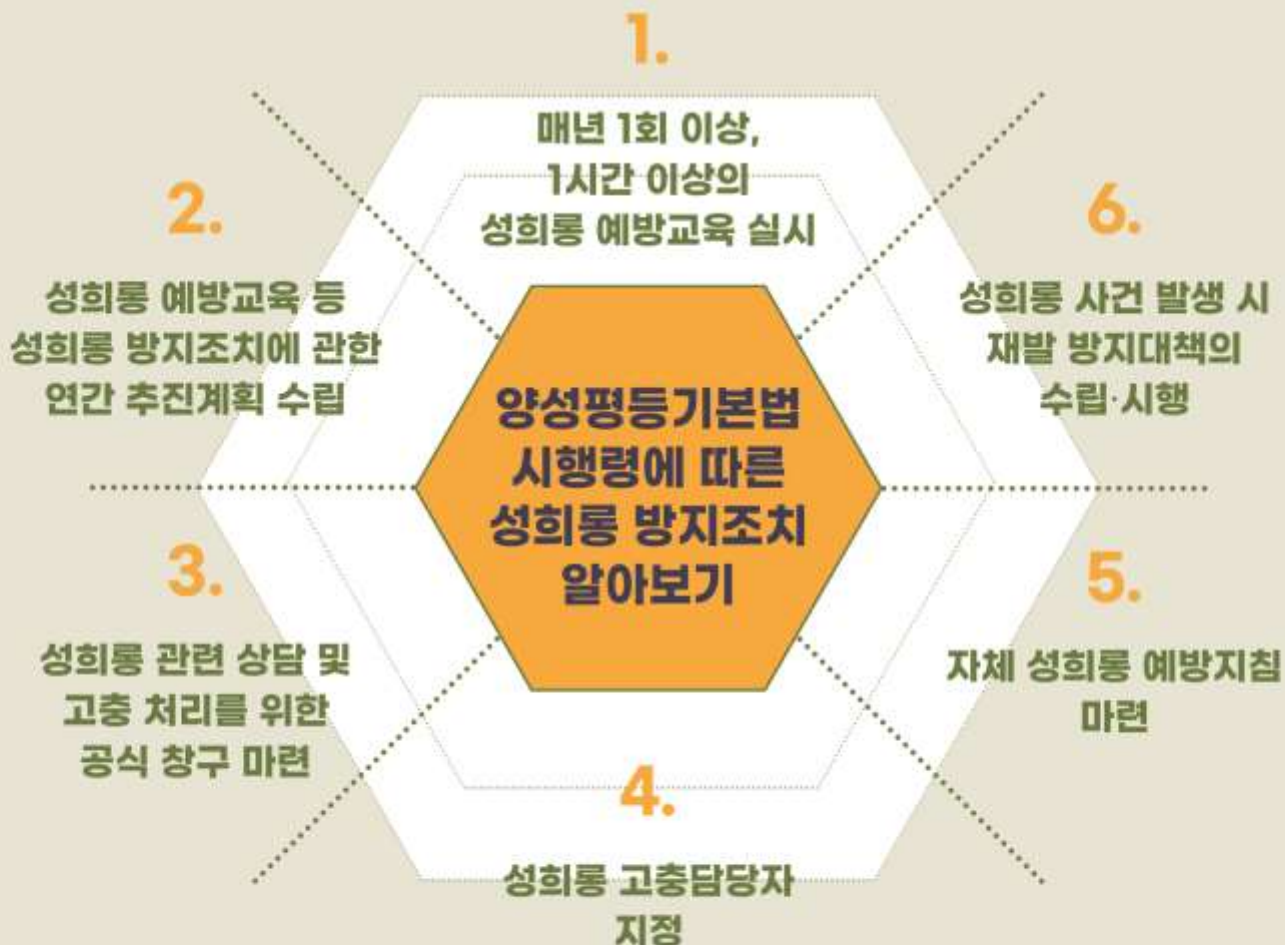 1.
매년 1회 이상,
1시간 이상의
성희롱 예방교육 실시
2.
성희롱 예방교육 등
성희롱 방지조치에 관한
연간 추진계획 수립
3.
성희롱 관련 상담 및
고충 처리를 위한
공식 창구 마련
4.
성희롱 고충담당자
지정
5.
자체 성희롱 예방지침
마련
6.
성희롱 사건 발생 시
재발 방지대책의
수립·시행
양성평등기본법
시행령에 따른
성희롱 방지조치
알아보기